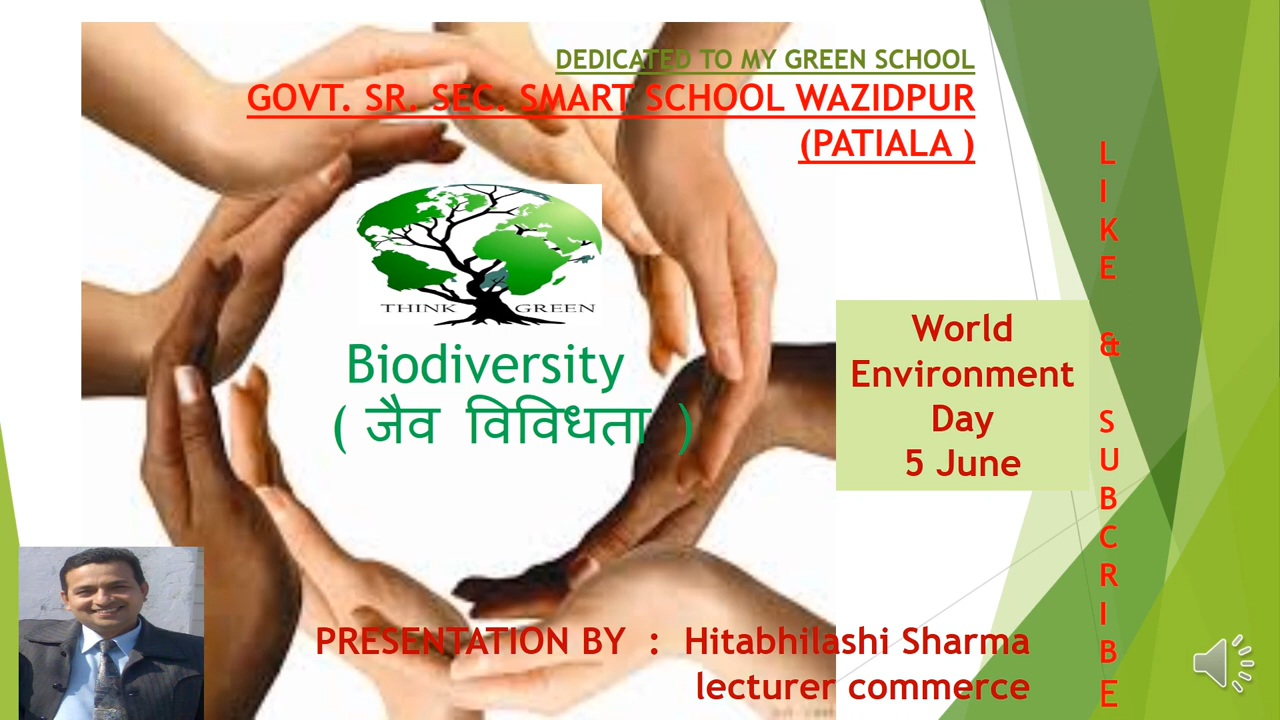 DEDICATED TO MY GREEN SCHOOL
GOVT. SR. SEC. SMART SCHOOL WAZIDPUR
(PATIALA )
THINK GREEN
Biodiversity
( जैव विविधता )
World
Environment
Day
5 June
PRESENTATION BY : Hitabhilashi Sharma
lecturer commerce
L
I
K
E
&
S
U
B
C
R
I
B
E